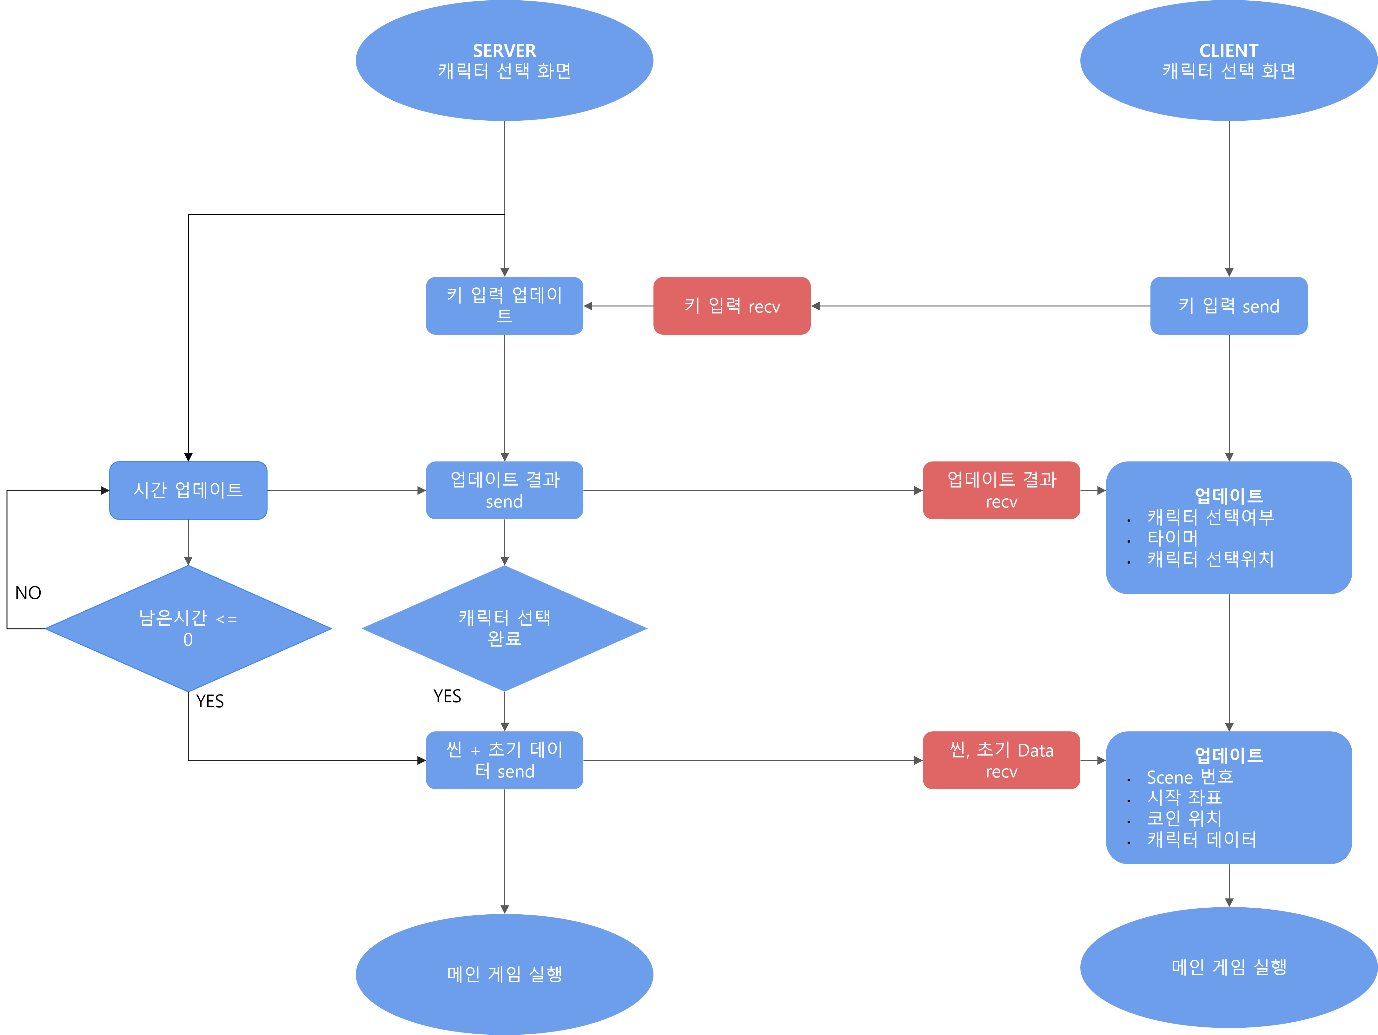 SERVER
캐릭터 선택 화면
CLIENT
캐릭터 선택 화면
키 입력 업데이
트
키 입력 recv
키 입력 send
시간 업데이트
업데이트 결과
send
업데이트 결과
recv
업데이트
. 캐릭터 선택여부
. 타이머
. 캐릭터 선택위치
NO
남은시간 <=
0
캐릭터 선택
완료
YES
YES
씬 + 초기 데이
터 send
씬, 초기 Data
recv
업데이트
. Scene 번호
. 시작 좌표
. 코인 위치
. 캐릭터 데이터
메인 게임 실행
메인 게임 실행